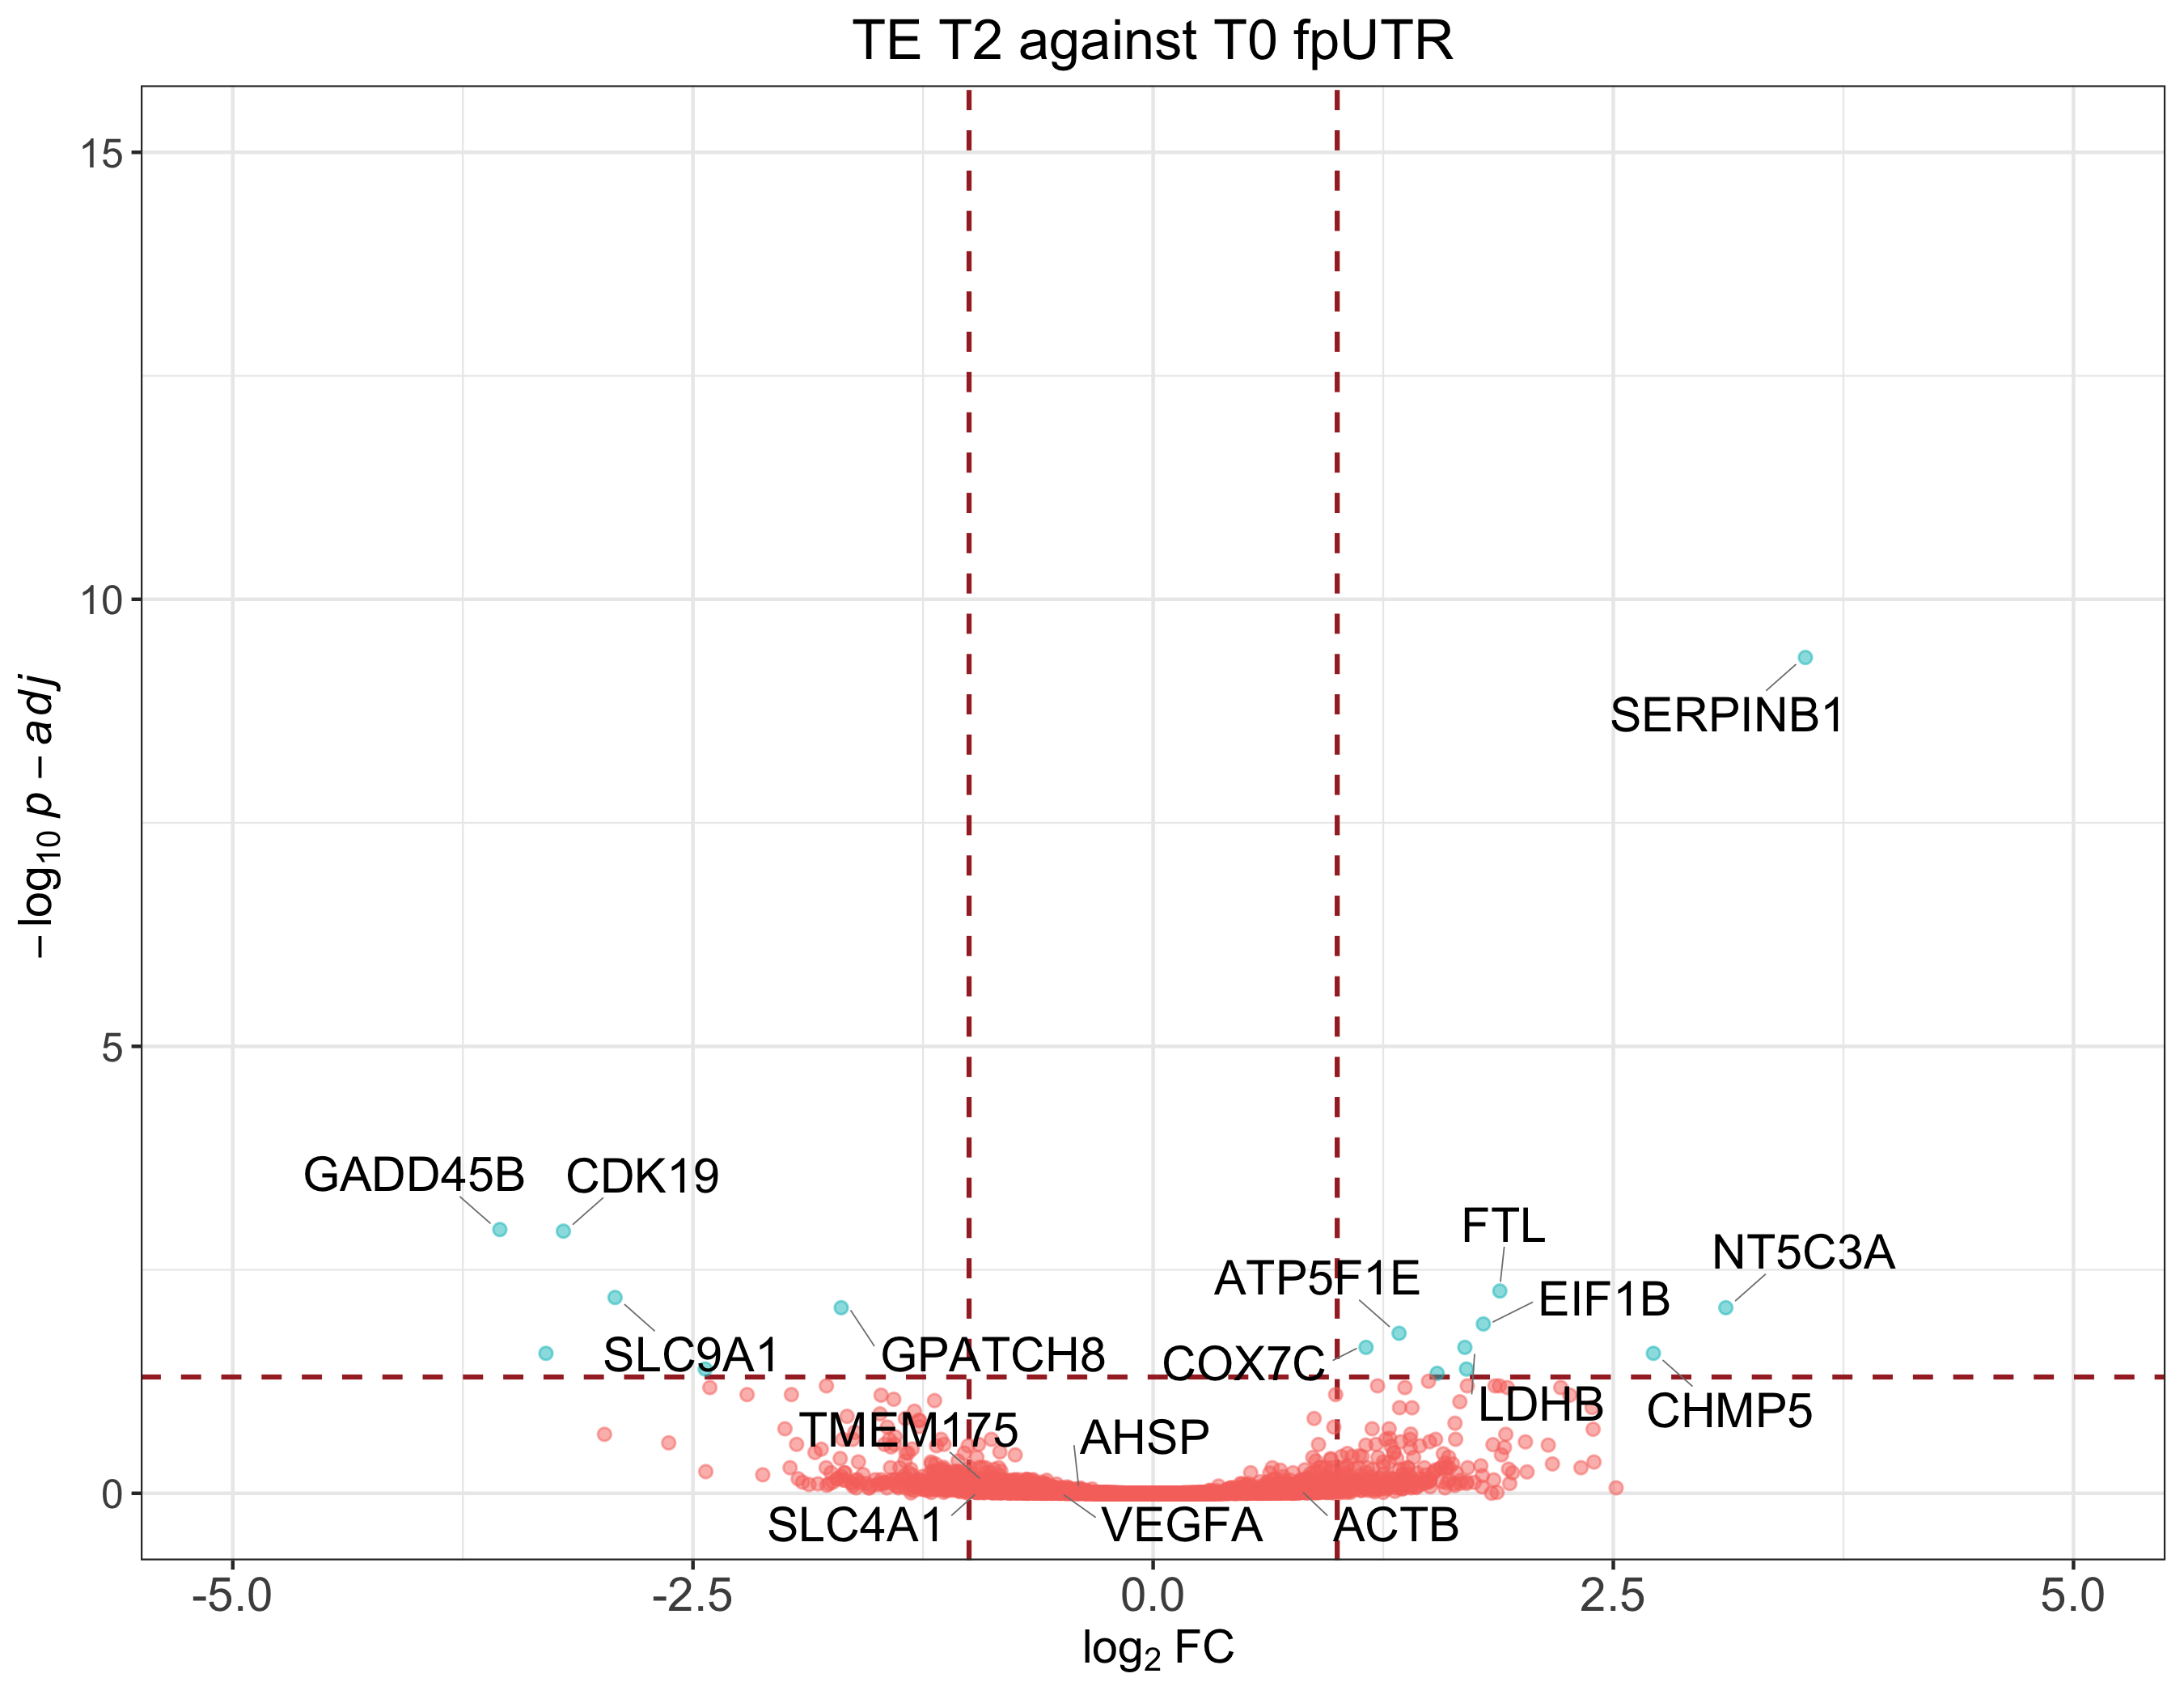 TE T2 against T0 fpUTR
15
10
5
0
−log10 p − adj
SERPINB1
GADD45B
CDK19
FTL
NT5C3A
ATP5F1E
EIF1B
SLC9A1
GPATCH8
COX7C
LDHB
CHMP5
TMEM175
AHSP
SLC4A1
VEGFA
ACTB
-5.0
-2.5
0.0
2.5
5.0
log2 FC